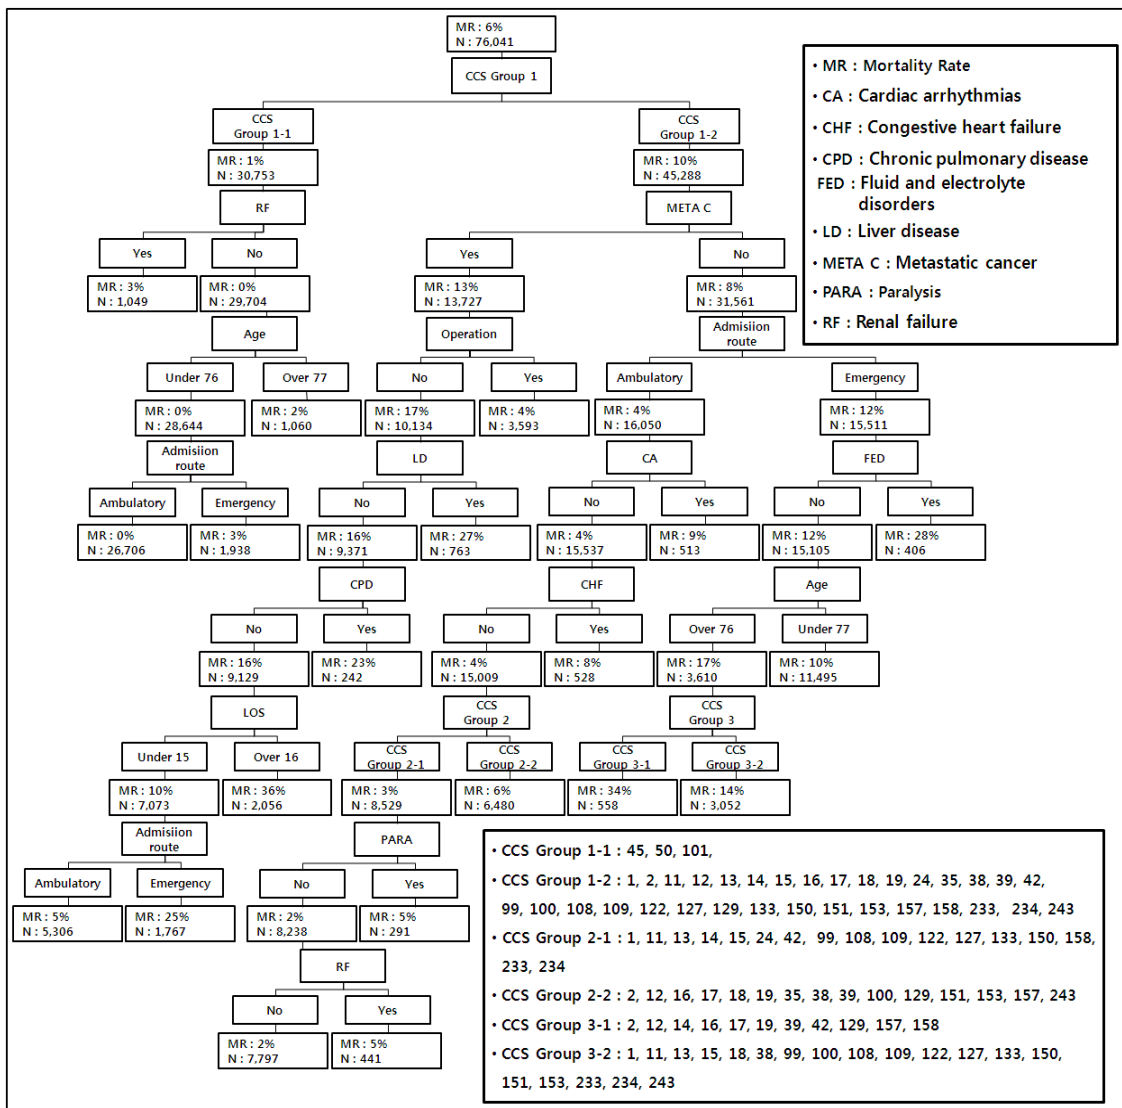 MR : 6%
N : 76,041
CCS Group 1
CCS
Group 1-1
CCS
Group 1-2
MR : 1%
N : 30,753
MR : 10%
N : 45,288
RF
META C
Yes
No
Yes
No
MR : 3%
N : 1,049
MR : 0%
N : 29,704
MR : 13%
N : 13,727
MR : 8%
N : 31,561
Age
Operation
Admisiion
route
Under 76
Over 77
No
Yes
Ambulatory
Emergency
MR : 0%
N : 28,644
MR : 2%
N : 1,060
MR : 17%
N : 10,134
MR : 4%
N : 3,593
MR : 4%
N : 16,050
MR : 12%
N : 15,511
Admisiion
route
LD
CA
FED
Ambulatory
Emergency
No
Yes
No
Yes
No
Yes
MR : 0%
N : 26,706
MR : 3%
N : 1,938
MR : 16%
N : 9,371
MR : 27%
N : 763
MR : 4%
N : 15,537
MR : 9%
N : 513
MR : 12%
N : 15,105
MR : 28%
N : 406
CPD
CHF
Age
No
Yes
No
Yes
Over 76
Under 77
MR : 16%
N : 9,129
MR : 23%
N : 242
MR : 4%
N : 15,009
MR : 8%
N : 528
MR : 17%
N : 3,610
MR : 10%
N : 11,495
LOS
CCS
Group 2
CCS
Group 3
Under 15
Over 16
CCS
Group 2-1
CCS
Group 2-2
CCS
Group 3-1
CCS
Group 3-2
MR : 10%
N : 7,073
MR : 36%
N : 2,056
MR : 3%
N : 8,529
MR : 6%
N : 6,480
MR : 34%
N : 558
MR : 14%
N : 3,052
Admisiion
route
PARA
Ambulatory
Emergency
No
Yes
MR : 5%
N : 5,306
MR : 25%
N : 1,767
MR : 2%
N : 8,238
MR : 5%
N : 291
RF
No
Yes
MR : 2%
N : 7,797
MR : 5%
N : 441
• MR : Mortality Rate
• CA : Cardiac arrhythmias
• CHF : Congestive heart failure
• CPD : Chronic pulmonary disease
FED : Fluid and electrolyte
disorders
• LD : Liver disease
• META C : Metastatic cancer
• PARA : Paralysis
• RF : Renal failure
• CCS Group 1-1 : 45, 50, 101,
• CCS Group 1-2 : 1, 2, 11, 12, 13, 14, 15, 16, 17, 18, 19, 24, 35, 38, 39, 42,
99, 100, 108, 109, 122, 127, 129, 133, 150, 151, 153, 157, 158, 233, 234, 243
• CCS Group 2-1 : 1, 11, 13, 14, 15, 24, 42, 99, 108, 109, 122, 127, 133, 150, 158,
233, 234
• CCS Group 2-2 : 2, 12, 16, 17, 18, 19, 35, 38, 39, 100, 129, 151, 153, 157, 243
• CCS Group 3-1 : 2, 12, 14, 16, 17, 19, 39, 42, 129, 157, 158
• CCS Group 3-2 : 1, 11, 13, 15, 18, 38, 99, 100, 108, 109, 122, 127, 133, 150,
151, 153, 233, 234, 243